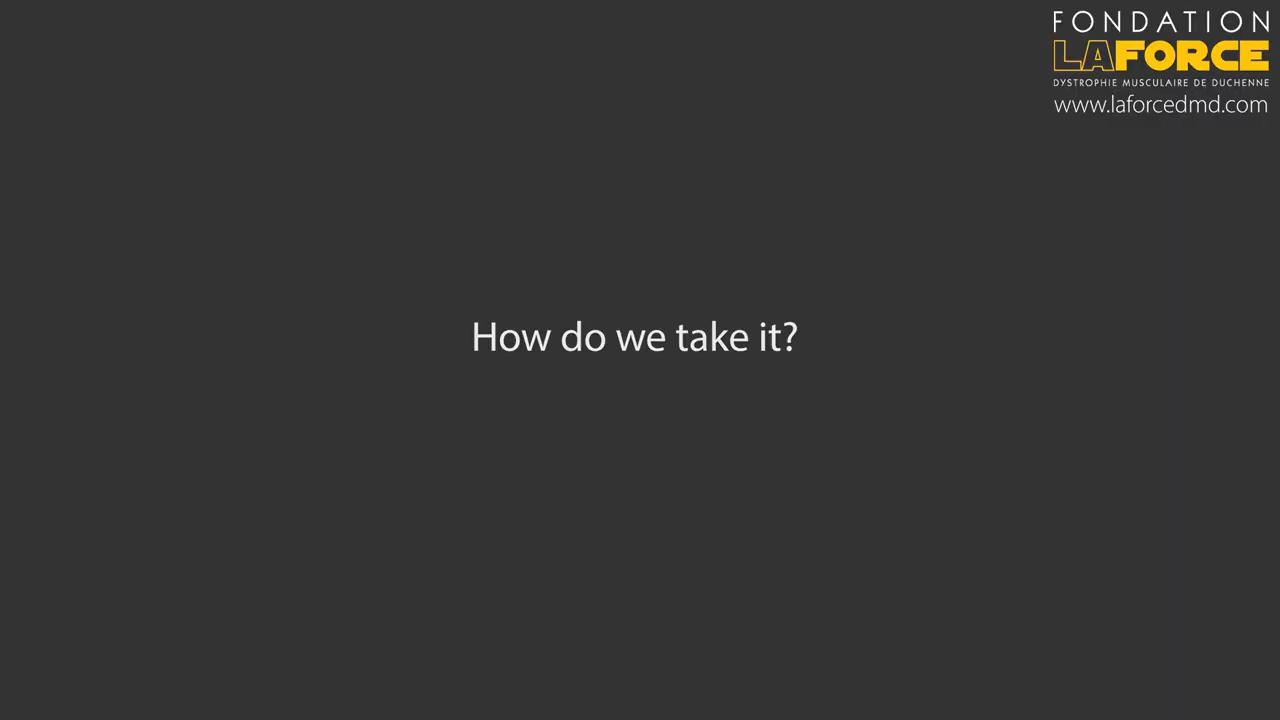 FONDATION
LAFORCE
DYSTROPHIE MUSCULAIRE DE DUCHENNE
www.laforcedmd.com
How do we take it?